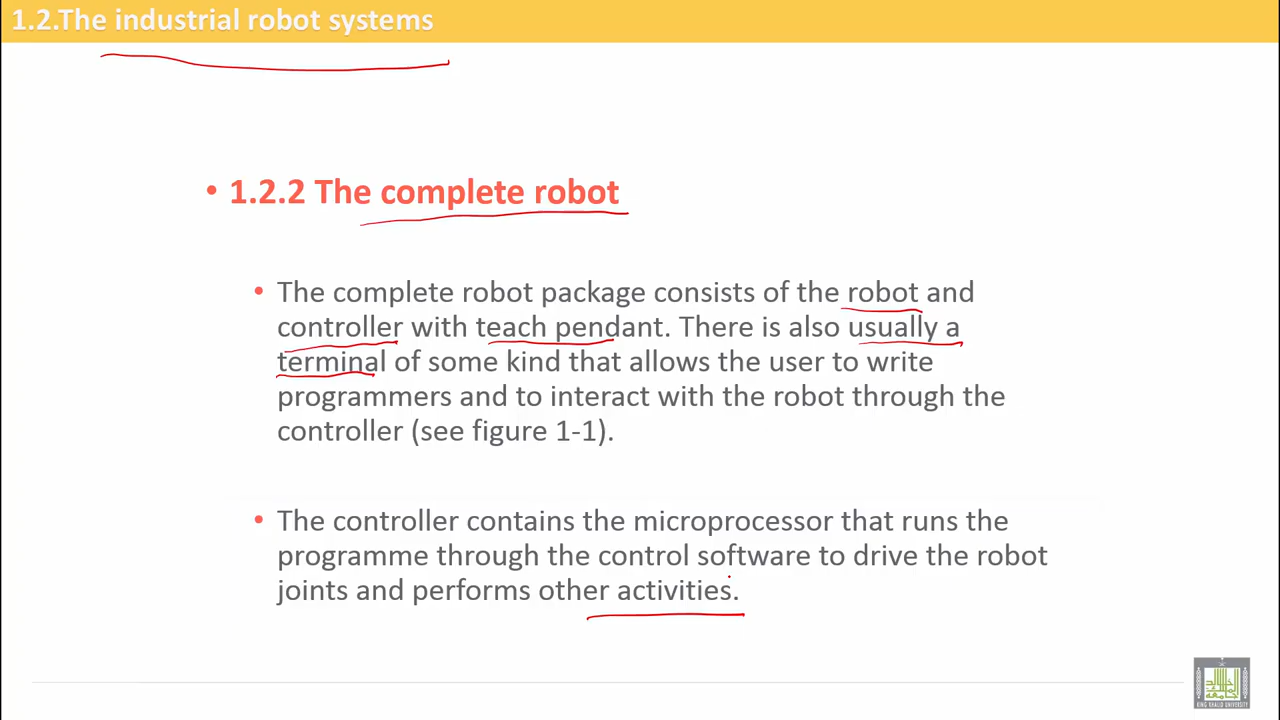 1.2.The industrial robot systems
• 1.2.2 The complete robot
• The complete robot package consists of the robot and
controller with teach pendant. There is also usually a
terminal of some kind that allows the user to write
programmers and to interact with the robot through the
controller (see figure 1-1).
• The controller contains the microprocessor that runs the
programme through the control software to drive the robot
joints and performs other activities.
KING KHALID UNIVERSITY